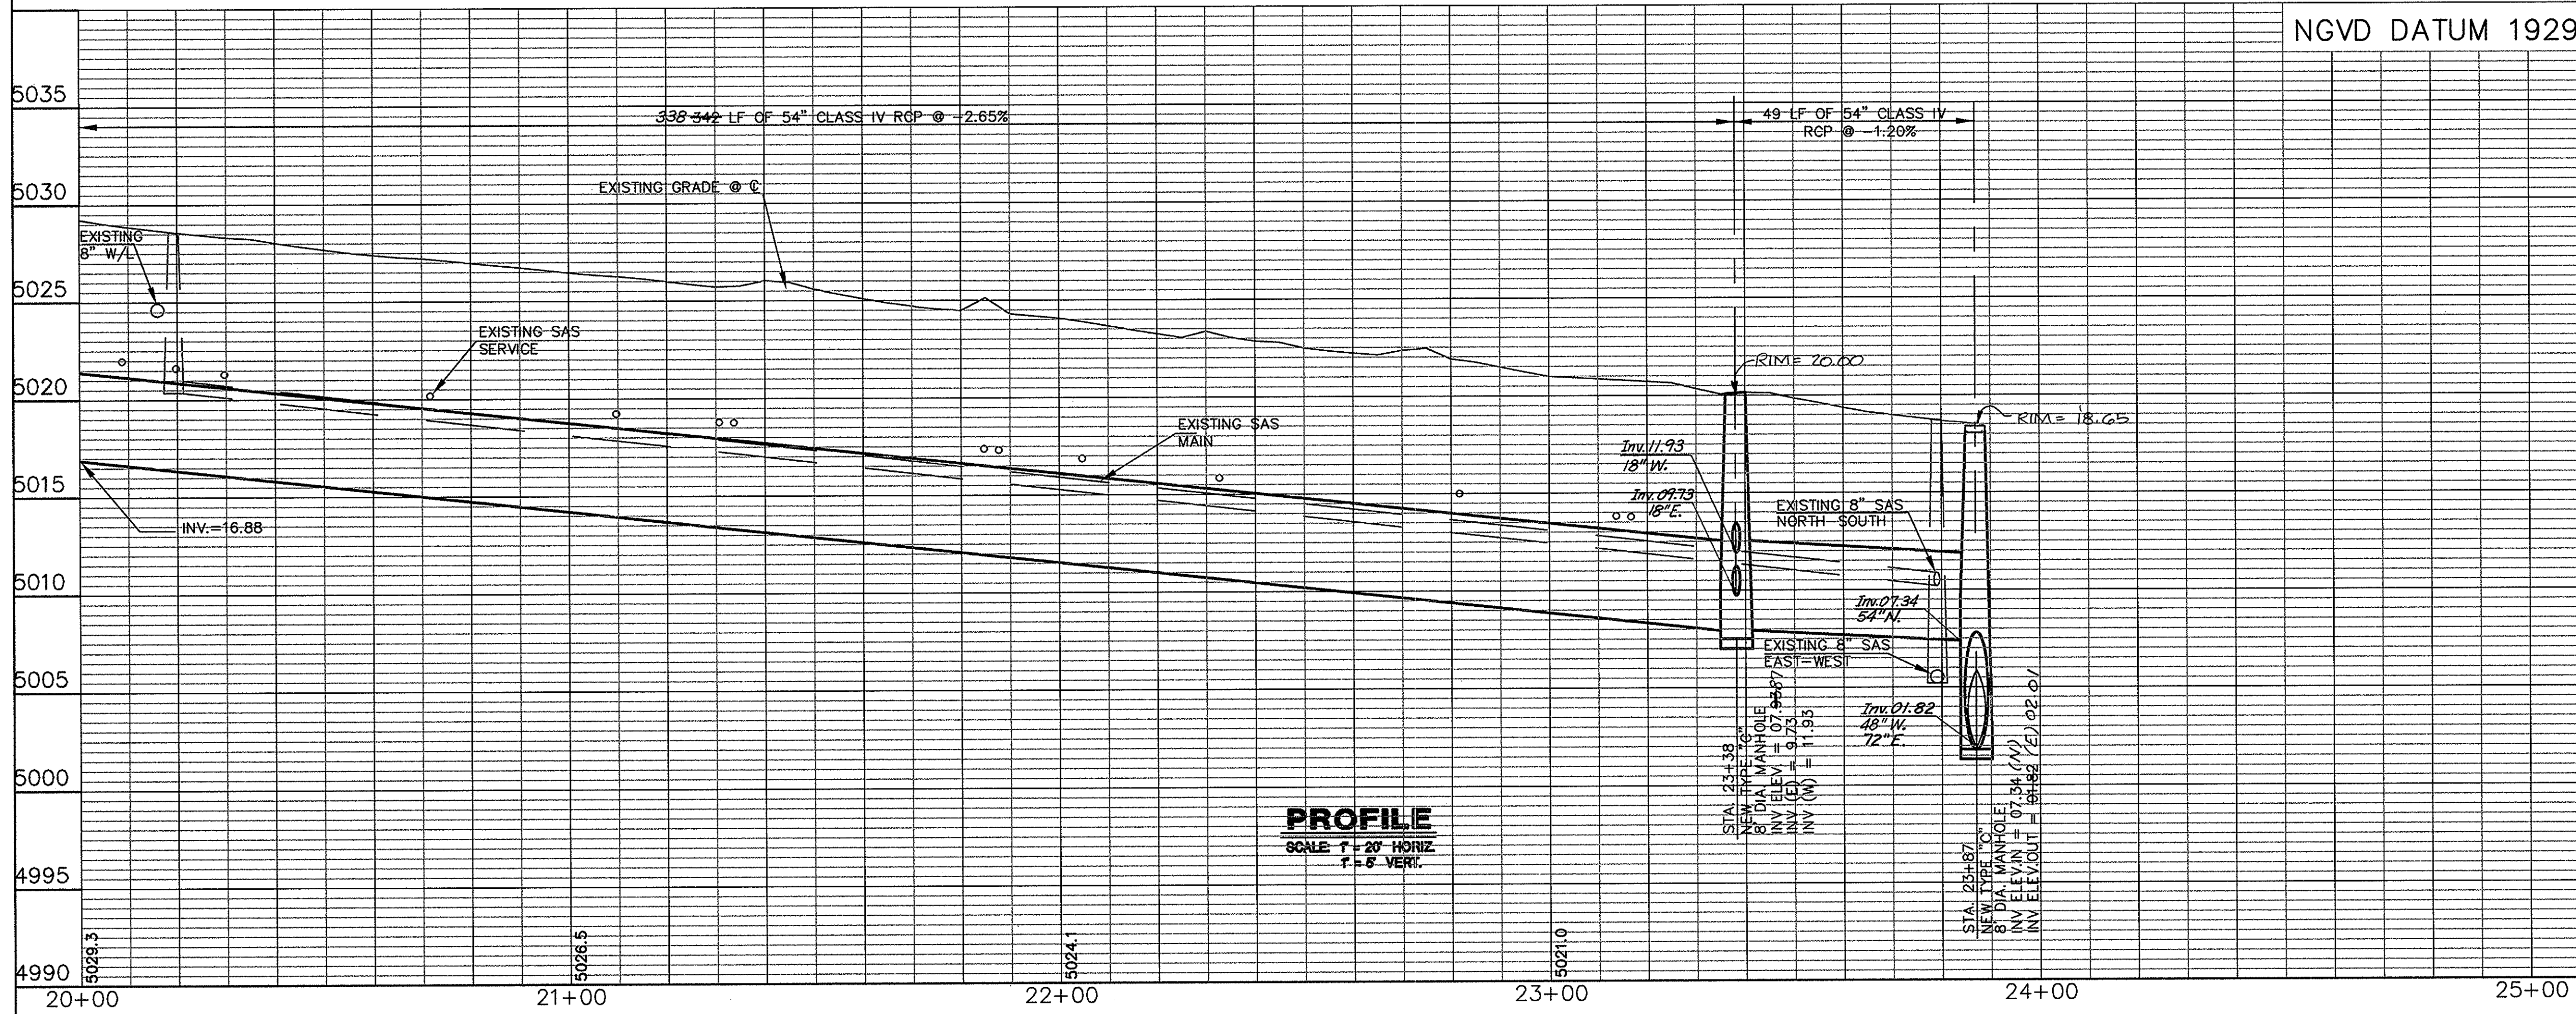 NGVD DATUM 1929
5035
5030
5025
5020
5015
5010
5005
5000
4995
4990
338 342 LF OF 54" CLASS IV RCP @ -2.65%
49 LF OF 54" CLASS IV
RCP @ -1.20%
EXISTING GRADE @ ℄
EXISTING
8" W/L
EXISTING SAS
SERVICE
EXISTING SAS
MAIN
INV.=16.88
RIM= 20.00
RIM= 18.65
Inv. 11.93
18" W.
Inv. 09.73
18" E.
EXISTING 8" SAS
NORTH-SOUTH
Inv. 07.34
54" N.
EXISTING 8" SAS
EAST-WEST
Inv. 01.82
48" W.
72" E.
STA. 23+38
NEW TYPE "C"
8' DIA. MANHOLE
INV ELEV. = 07.9387
INV (E) = 9.73
INV (W) = 11.93
STA. 23+87
NEW TYPE "C"
8' DIA. MANHOLE
INV ELEV.IN = 07.34 (N)
INV ELEV.OUT = 01.82 (E) 02.01
PROFILE
SCALE: 1" = 20' HORIZ.
1" = 5' VERT.
5029.3
5026.5
5024.1
5021.0
20+00
21+00
22+00
23+00
24+00
25+00